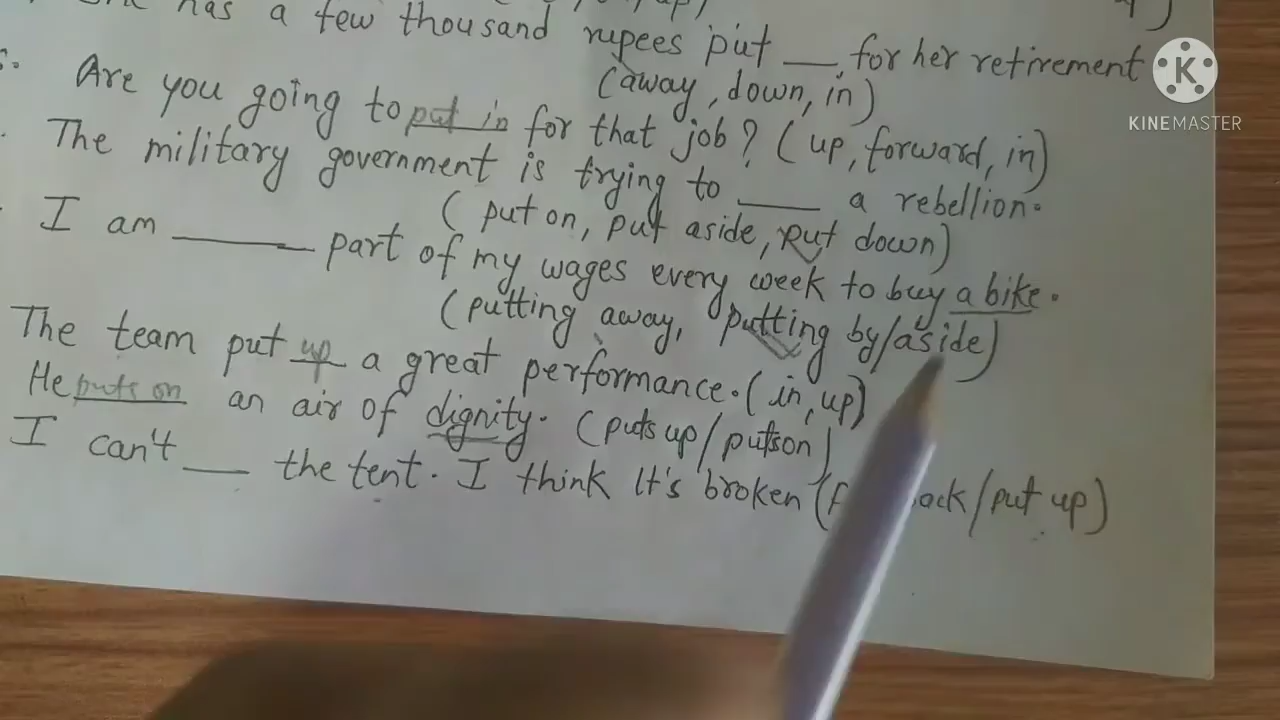 has a few thousand rupees put __ for her retirement
(away, down, in)
Are you going to put in for that job? (up, forward, in)
The military government is trying to ____ a rebellion.
(put on, put aside, put down)
I am ______ part of my wages every week to buy a bike.
(putting away, putting by/aside)
The team put up a great performance. (in, up)
He puts on an air of dignity. (puts up/puts on)
I can't ___ the tent. I think It's broken ( /put up)
K
KINEMASTER